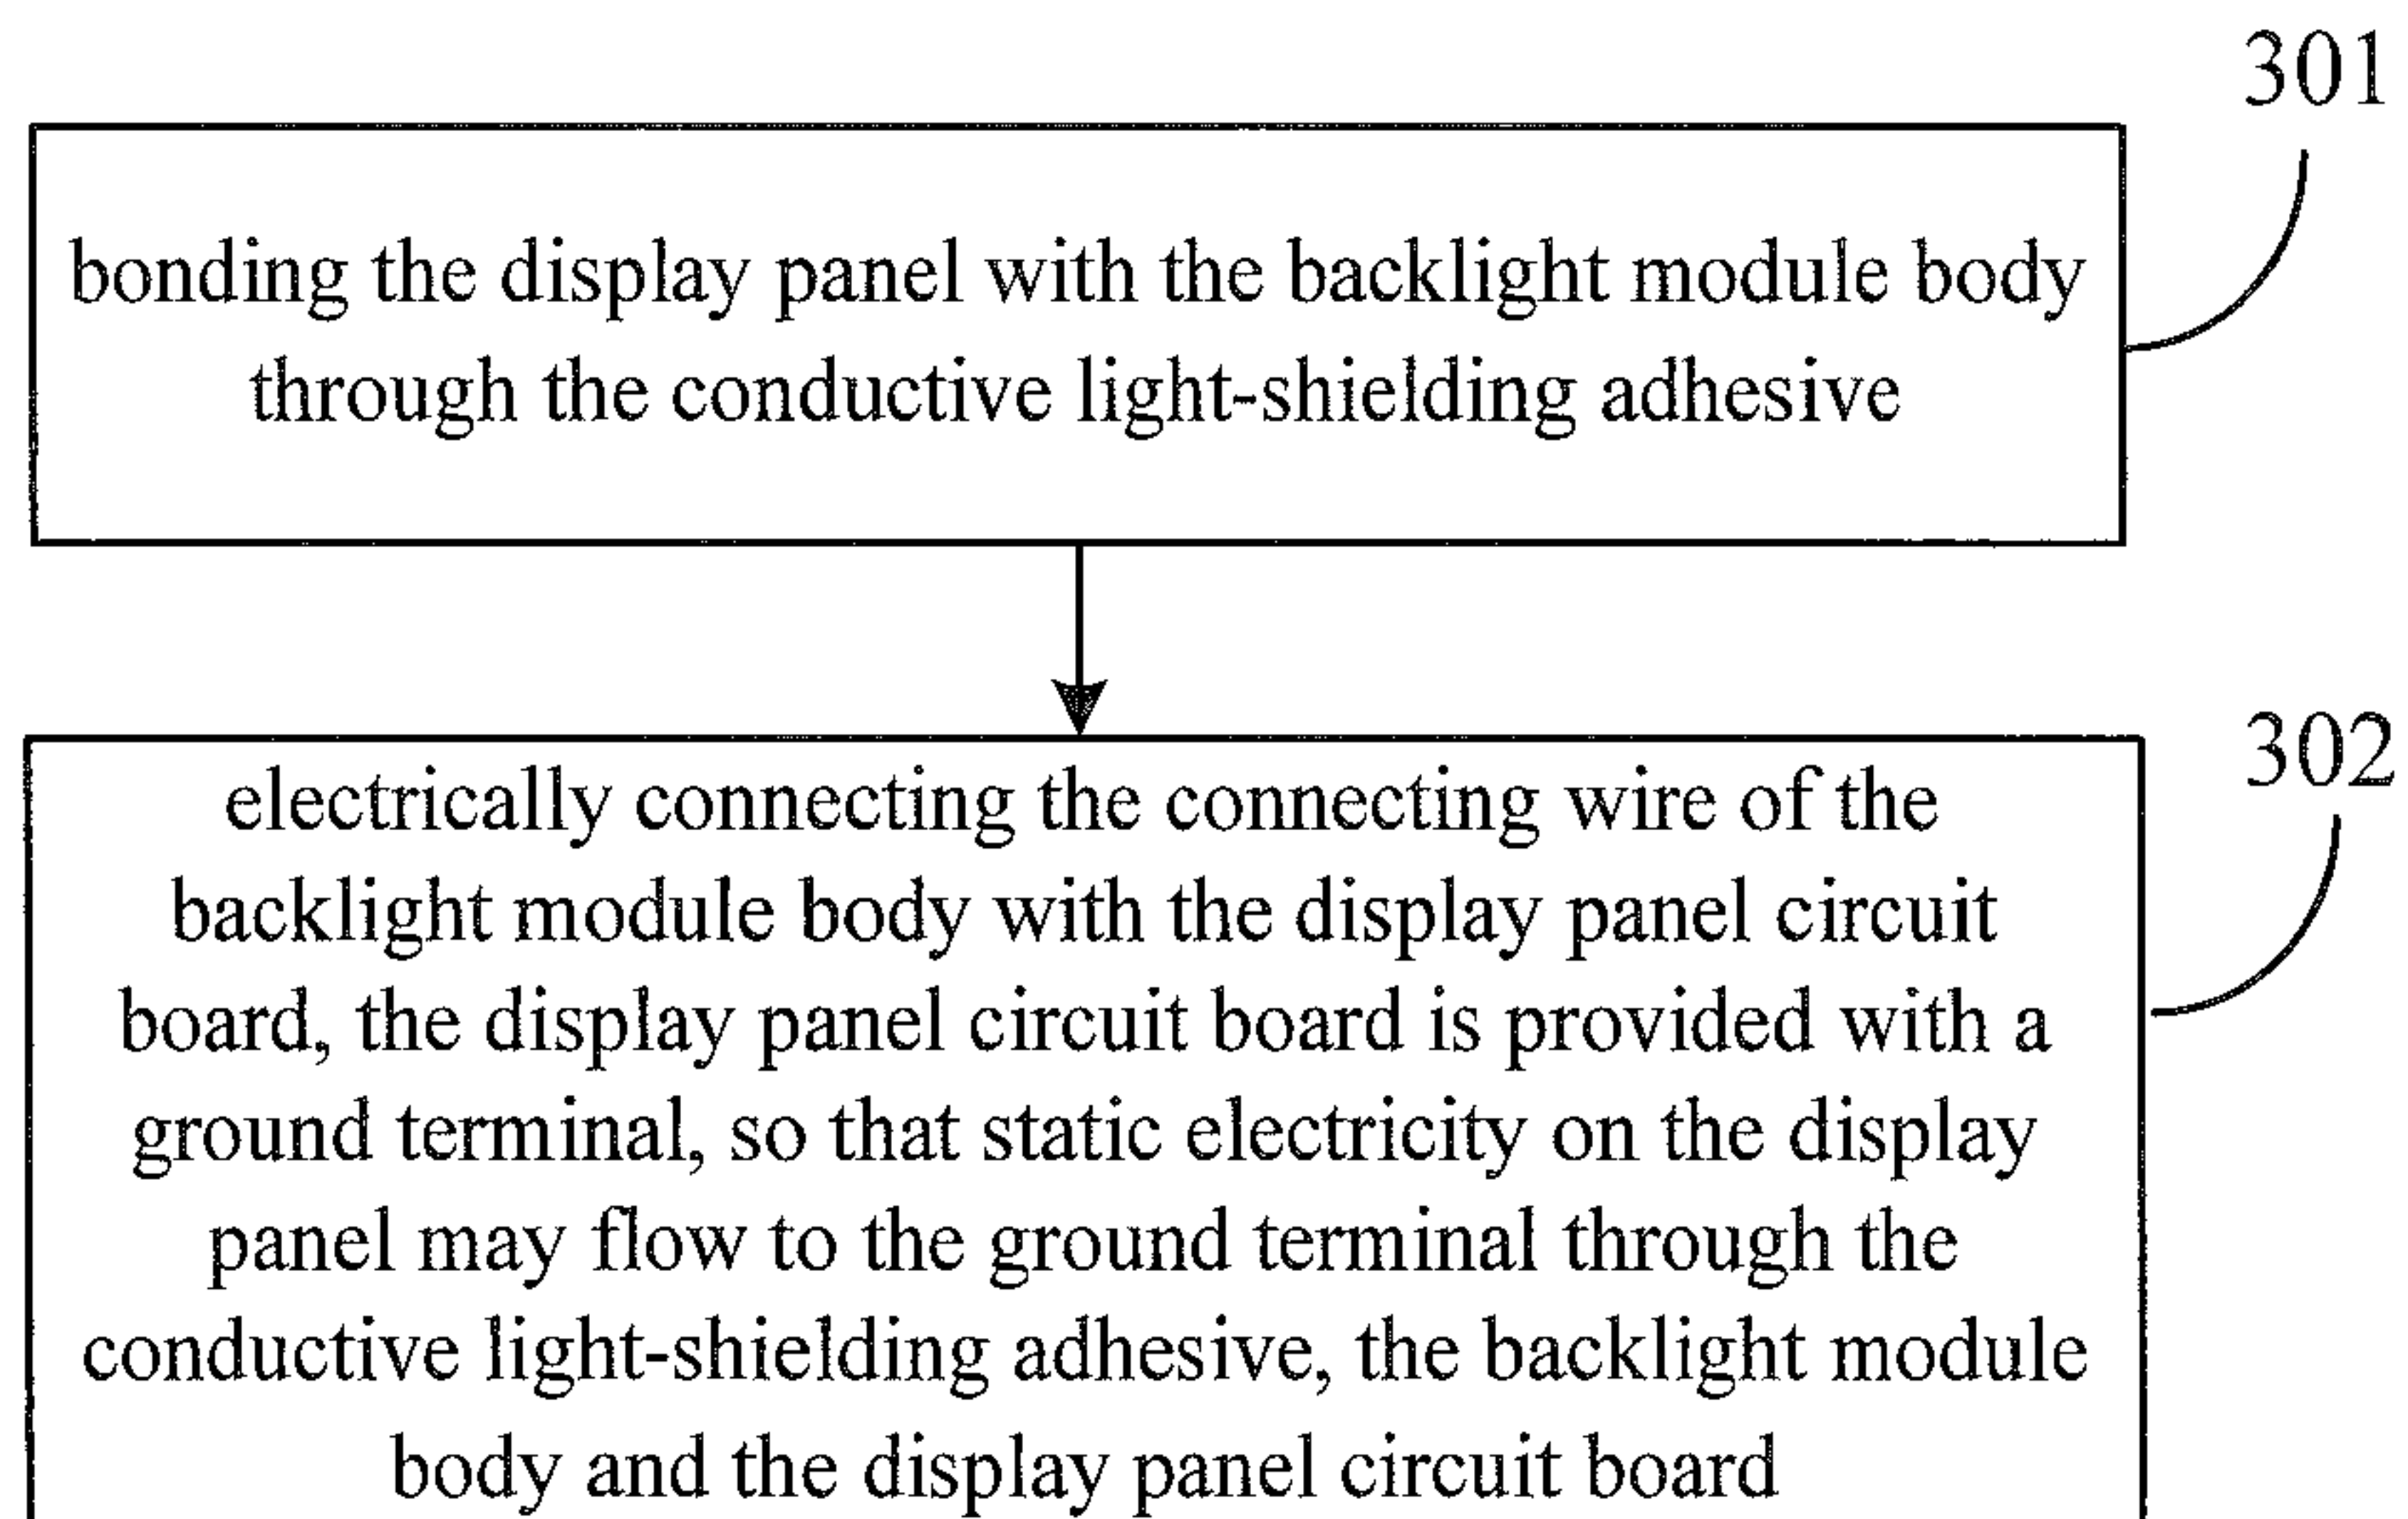 301
bonding the display panel with the backlight module body
through the conductive light-shielding adhesive
302
electrically connecting the connecting wire of the
backlight module body with the display panel circuit
board, the display panel circuit board is provided with a
ground terminal, so that static electricity on the display
panel may flow to the ground terminal through the
conductive light-shielding adhesive, the backlight module
body and the display panel circuit board